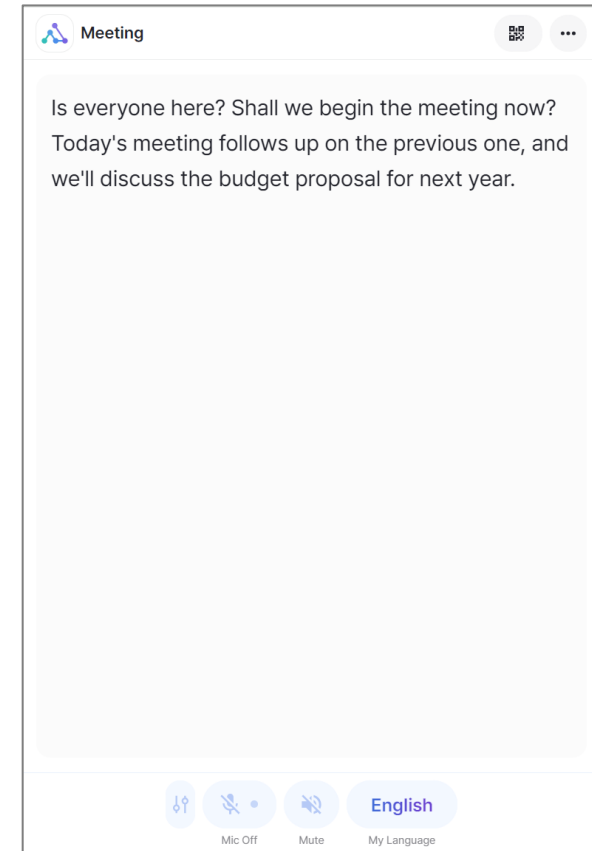 Meeting
Is everyone here? Shall we begin the meeting now?
Today's meeting follows up on the previous one, and
we'll discuss the budget proposal for next year.
English
Mic Off
Mute
My Language